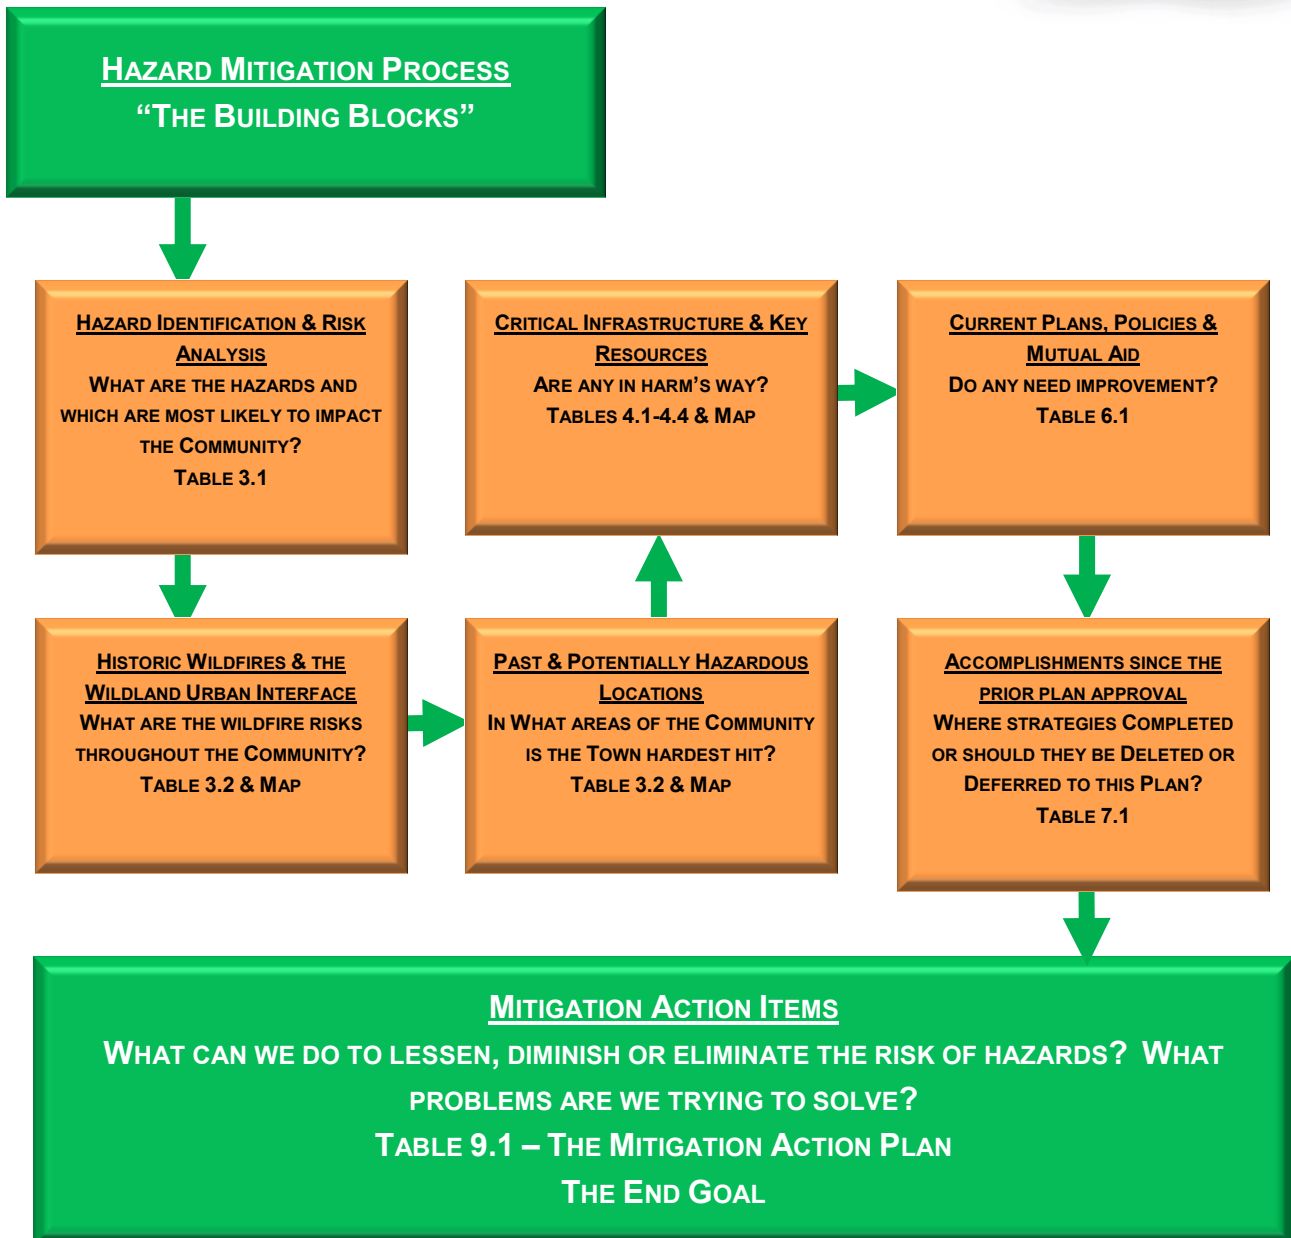 HAZARD MITIGATION PROCESS
“THE BUILDING BLOCKS”
HAZARD IDENTIFICATION & RISK
ANALYSIS
WHAT ARE THE HAZARDS AND
WHICH ARE MOST LIKELY TO IMPACT
THE COMMUNITY?
TABLE 3.1
HISTORIC WILDFIRES & THE
WILDLAND URBAN INTERFACE
WHAT ARE THE WILDFIRE RISKS
THROUGHOUT THE COMMUNITY?
TABLE 3.2 & MAP
PAST & POTENTIALLY HAZARDOUS
LOCATIONS
IN WHAT AREAS OF THE COMMUNITY
IS THE TOWN HARDEST HIT?
TABLE 3.2 & MAP
CRITICAL INFRASTRUCTURE & KEY
RESOURCES
ARE ANY IN HARM’S WAY?
TABLES 4.1-4.4 & MAP
CURRENT PLANS, POLICIES &
MUTUAL AID
DO ANY NEED IMPROVEMENT?
TABLE 6.1
ACCOMPLISHMENTS SINCE THE
PRIOR PLAN APPROVAL
WHERE STRATEGIES COMPLETED
OR SHOULD THEY BE DELETED OR
DEFERRED TO THIS PLAN?
TABLE 7.1
MITIGATION ACTION ITEMS
WHAT CAN WE DO TO LESSEN, DIMINISH OR ELIMINATE THE RISK OF HAZARDS? WHAT
PROBLEMS ARE WE TRYING TO SOLVE?
TABLE 9.1 – THE MITIGATION ACTION PLAN
THE END GOAL